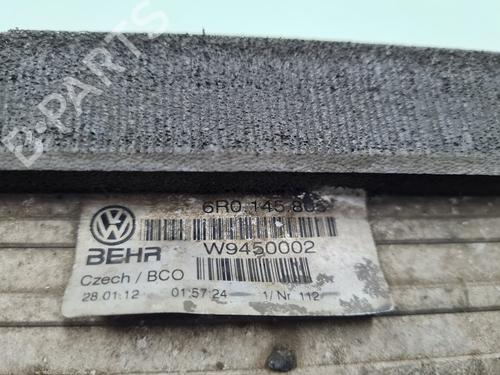 B-PARTS
6R0 145 80
BEHR W9450002
Czech / BCO
28.01.12 01:57:24 1/ Nr. 112